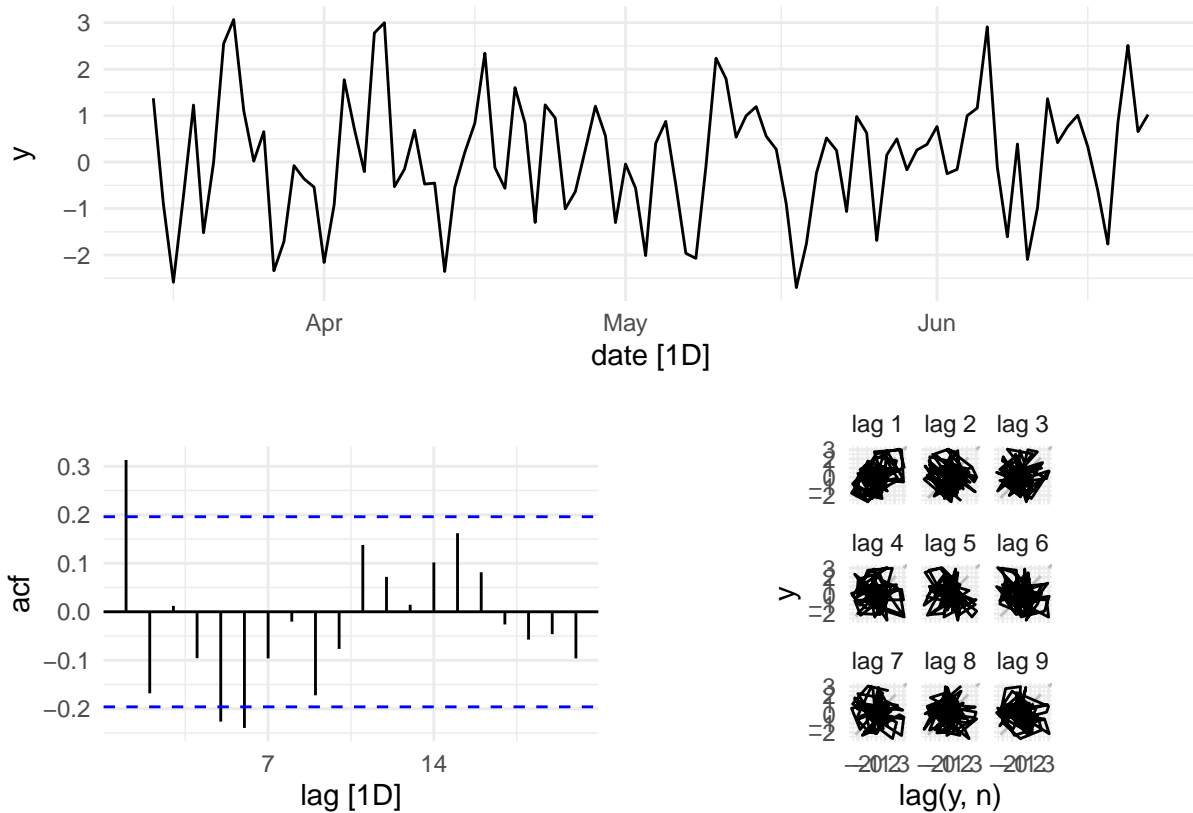 3
2
1
0
−1
−2
y
Apr May Jun
date [1D]
0.3
0.2
0.1
0.0
−0.1
−0.2
acf
7 14
lag [1D]
lag 1 lag 2 lag 3
lag 4 lag 5 lag 6
y
lag 7 lag 8 lag 9
lag(y, n)